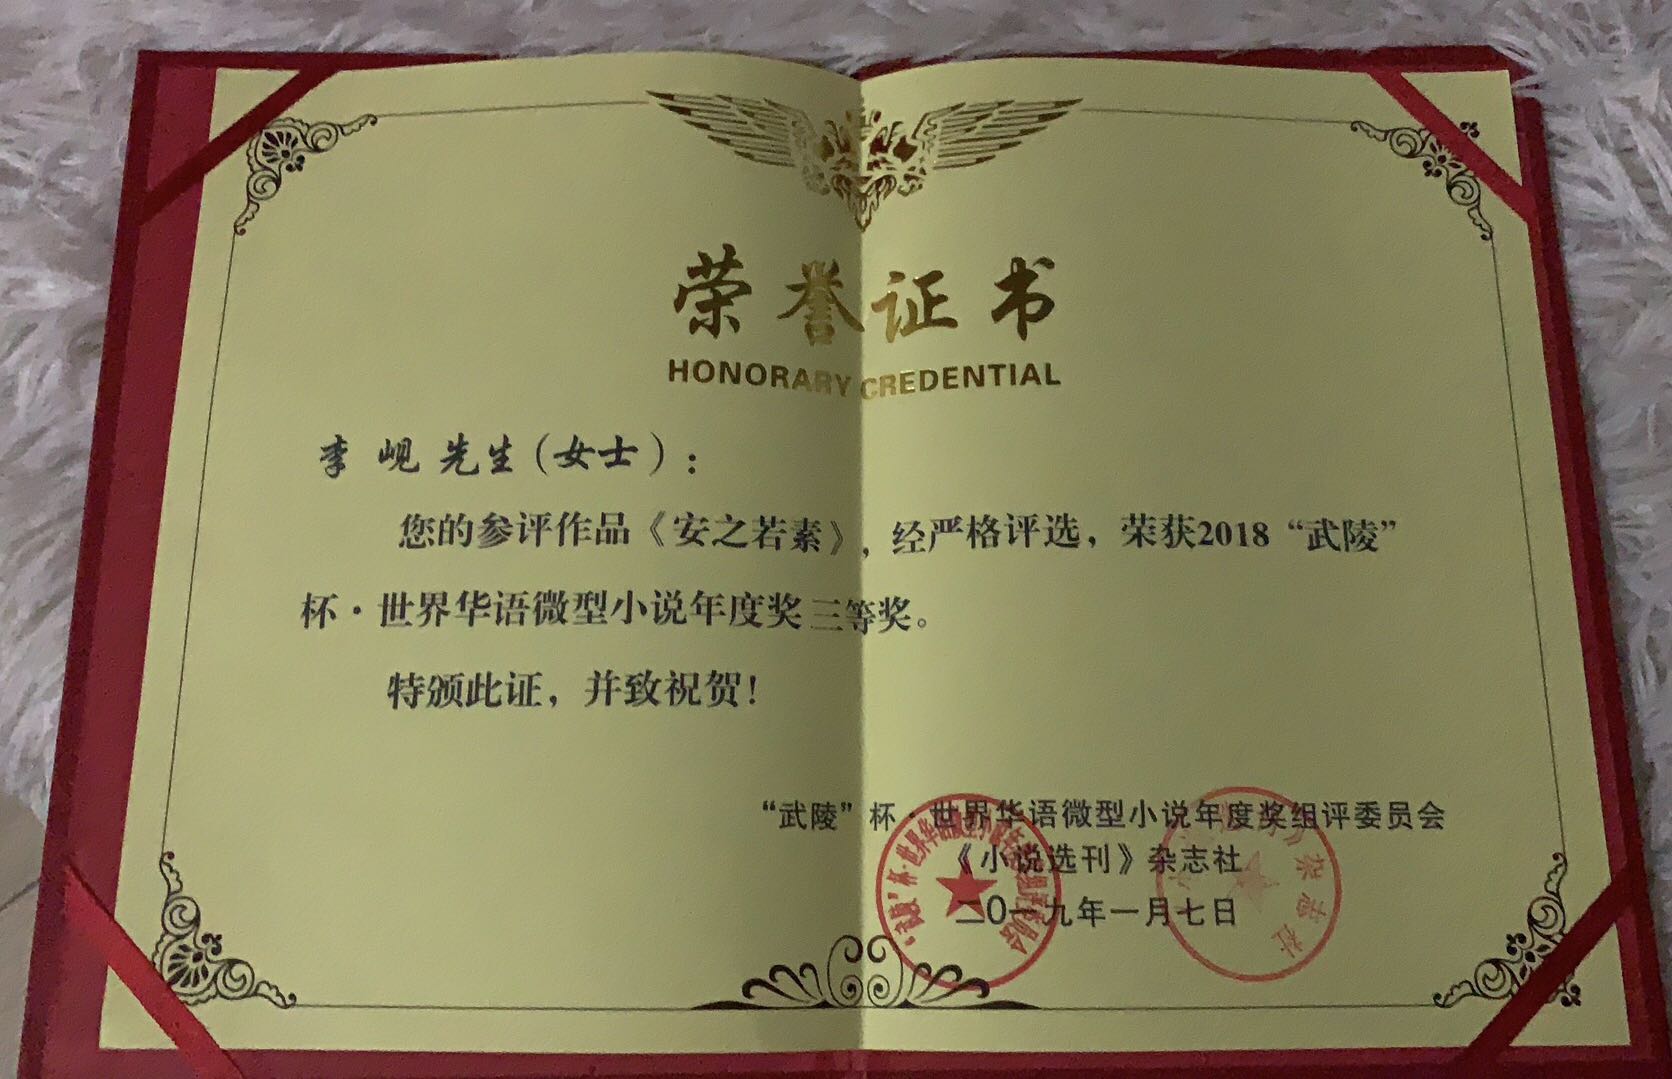 荣誉证书
HONORARY CREDENTIAL
李岘先生（女士）：
您的参评作品《安之若素》，经严格评选，荣获2018“武陵”
杯·世界华语微型小说年度奖三等奖。
特颁此证，并致祝贺！
“武陵”杯·世界华语微型小说年度奖组评委员会
《小说选刊》杂志社
二〇一九年一月七日